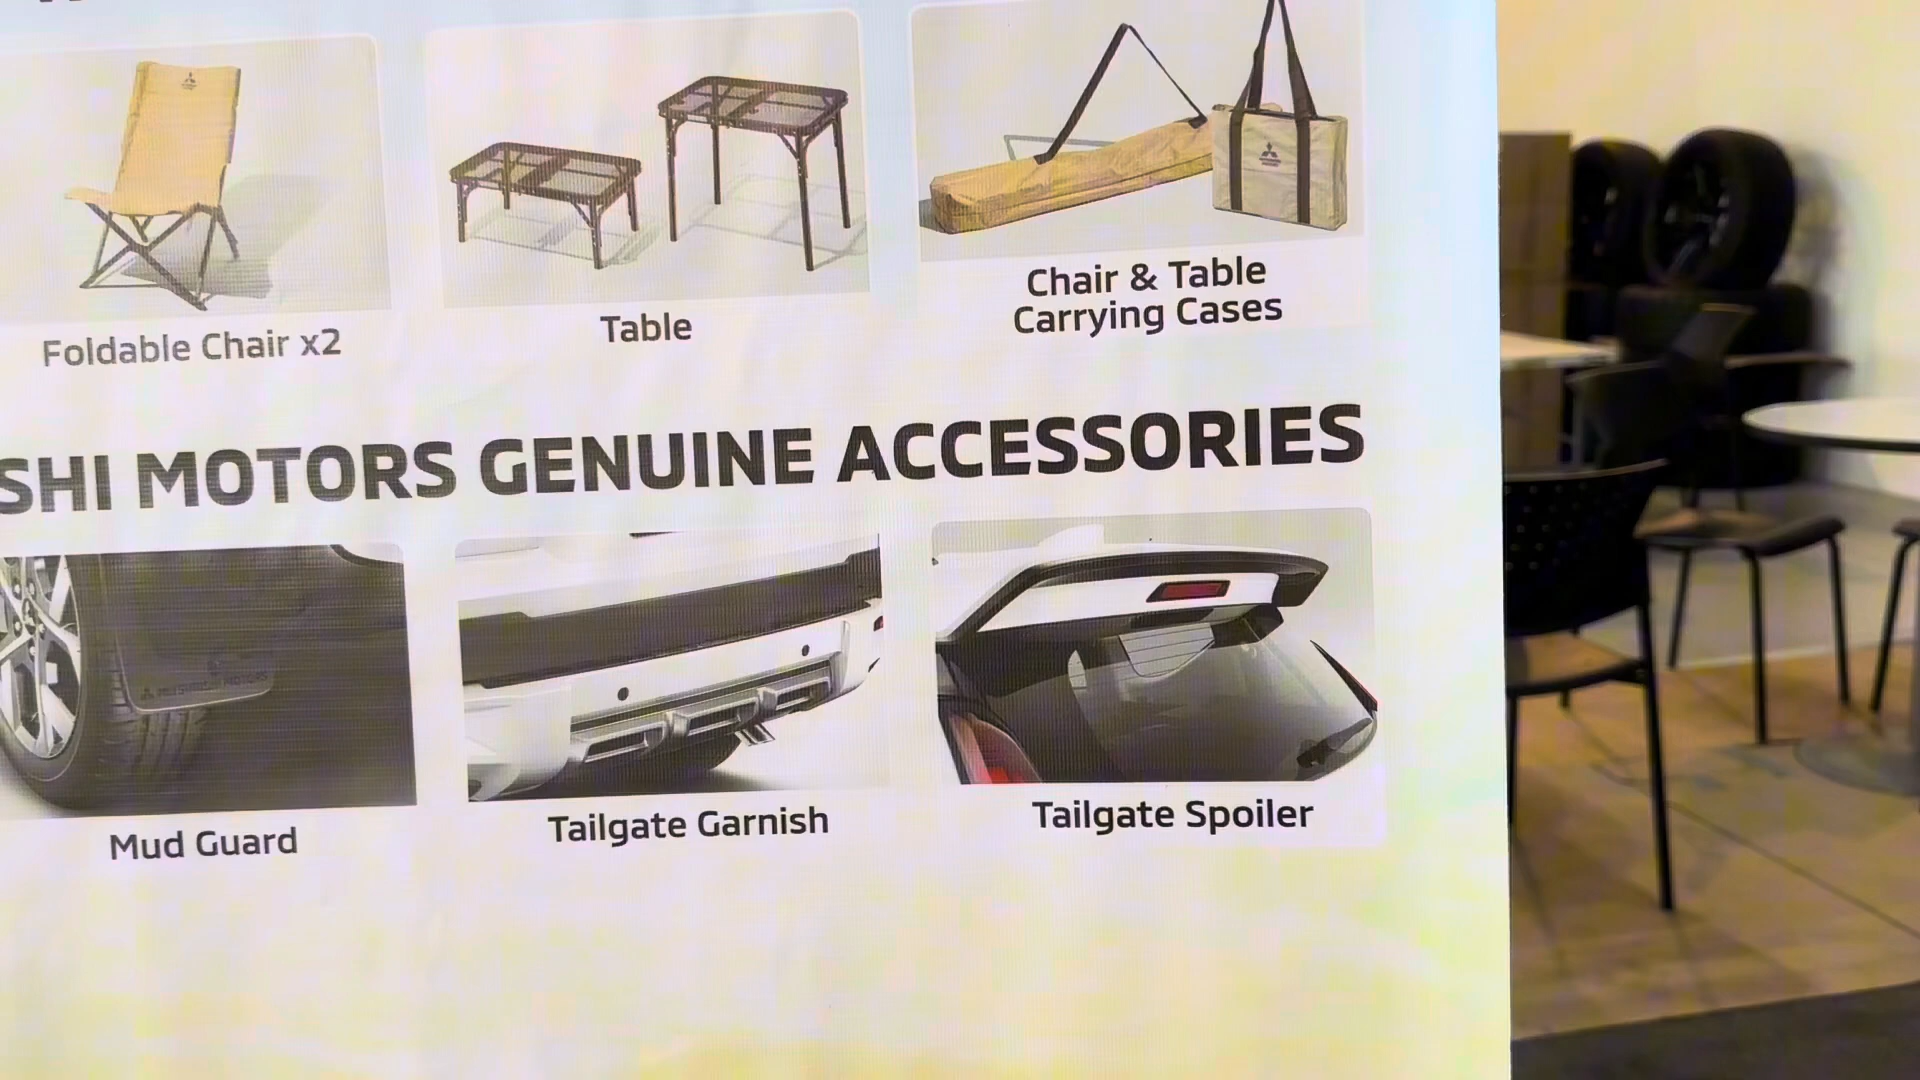 Foldable Chair x2
Table
Chair & Table
Carrying Cases
SHI MOTORS GENUINE ACCESSORIES
Mud Guard
Tailgate Garnish
Tailgate Spoiler